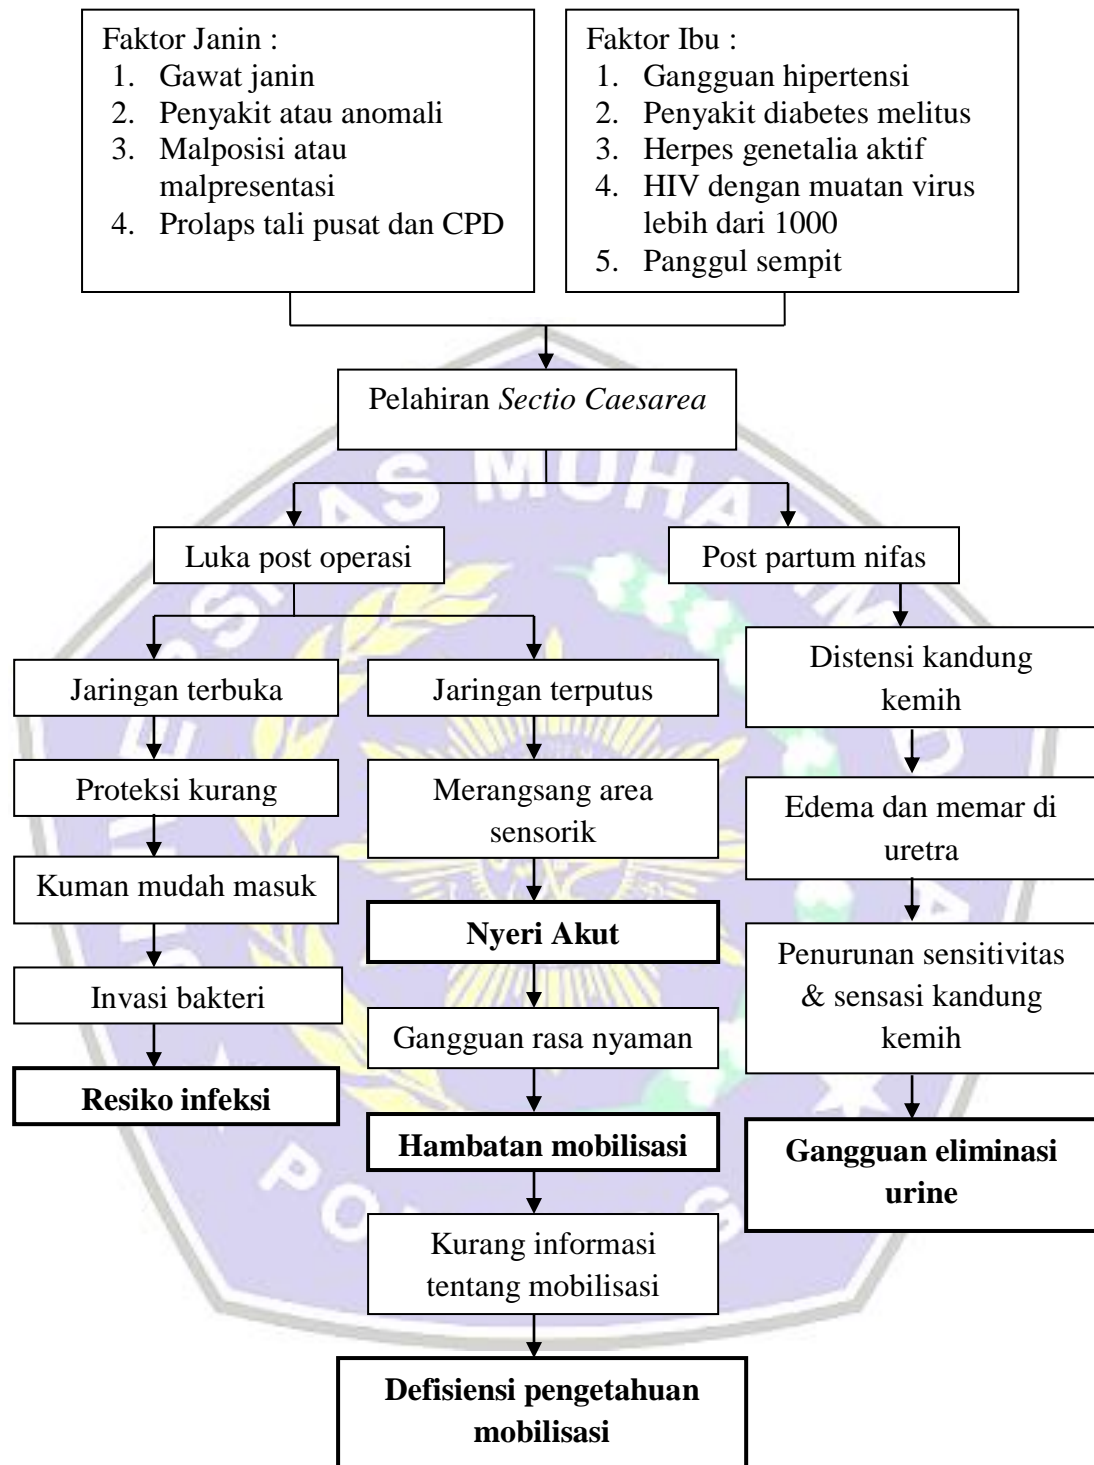 Faktor Janin :
1. Gawat janin
2. Penyakit atau anomali
3. Malposisi atau
malpresentasi
4. Prolaps tali pusat dan CPD
Faktor Ibu :
1. Gangguan hipertensi
2. Penyakit diabetes melitus
3. Herpes genetalia aktif
4. HIV dengan muatan virus
lebih dari 1000
5. Panggul sempit
Pelahiran Sectio Caesarea
Luka post operasi
Post partum nifas
Jaringan terbuka
Proteksi kurang
Kuman mudah masuk
Invasi bakteri
Resiko infeksi
Jaringan terputus
Merangsang area
sensorik
Nyeri Akut
Gangguan rasa nyaman
Hambatan mobilisasi
Kurang informasi
tentang mobilisasi
Defisiensi pengetahuan
mobilisasi
Distensi kandung
kemih
Edema dan memar di
uretra
Penurunan sensitivitas
& sensasi kandung
kemih
Gangguan eliminasi
urine